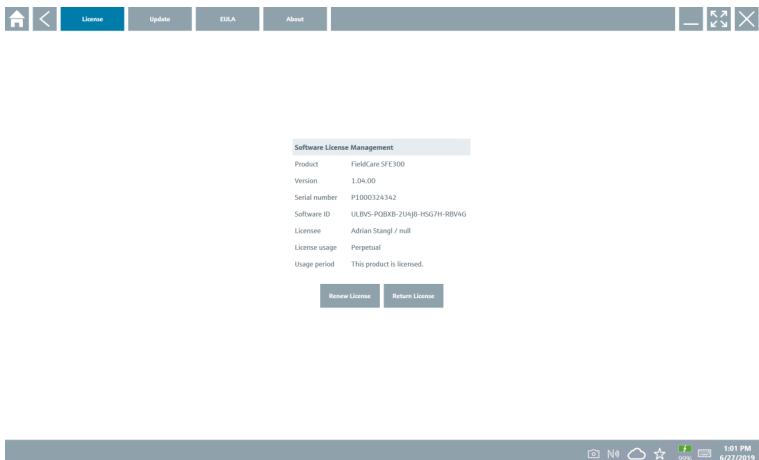 License Update EULA About
Software License Management
Product FieldCare SFE300
Version 1.04.00
Serial number P1000324342
Software ID ULBVS-PQBXB-2U4J8-HSG7H-RBV4G
Licensee Adrian Stangl / null
License usage Perpetual
Usage period This product is licensed.
Renew License Return License
99% 1:01 PM
6/27/2019